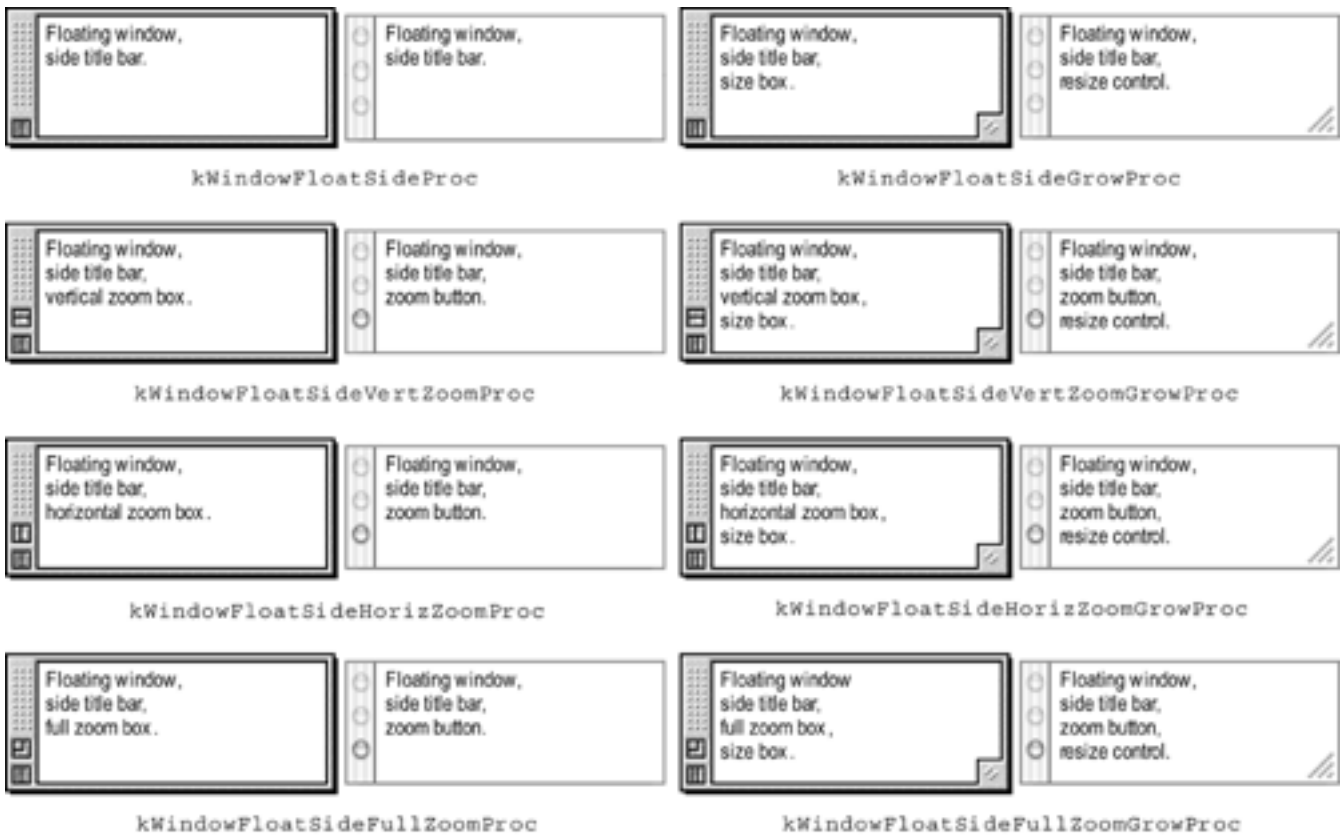 Floating window,
side title bar.
Floating window,
side title bar.
Floating window,
side title bar,
size box.
Floating window,
side title bar,
resize control.
kWindowFloatSideProc
kWindowFloatSideGrowProc
Floating window,
side title bar,
vertical zoom box.
Floating window,
side title bar,
zoom button.
Floating window,
side title bar,
vertical zoom box,
size box.
Floating window,
side title bar,
zoom button,
resize control.
kWindowFloatSideVertZoomProc
kWindowFloatSideVertZoomGrowProc
Floating window,
side title bar,
horizontal zoom box.
Floating window,
side title bar,
zoom button.
Floating window,
side title bar,
horizontal zoom box,
size box.
Floating window,
side title bar,
zoom button,
resize control.
kWindowFloatSideHorizZoomProc
kWindowFloatSideHorizZoomGrowProc
Floating window,
side title bar,
full zoom box.
Floating window,
side title bar,
zoom button.
Floating window
side title bar,
full zoom box,
size box.
Floating window,
side title bar,
zoom button,
resize control.
kWindowFloatSideFullZoomProc
kWindowFloatSideFullZoomGrowProc